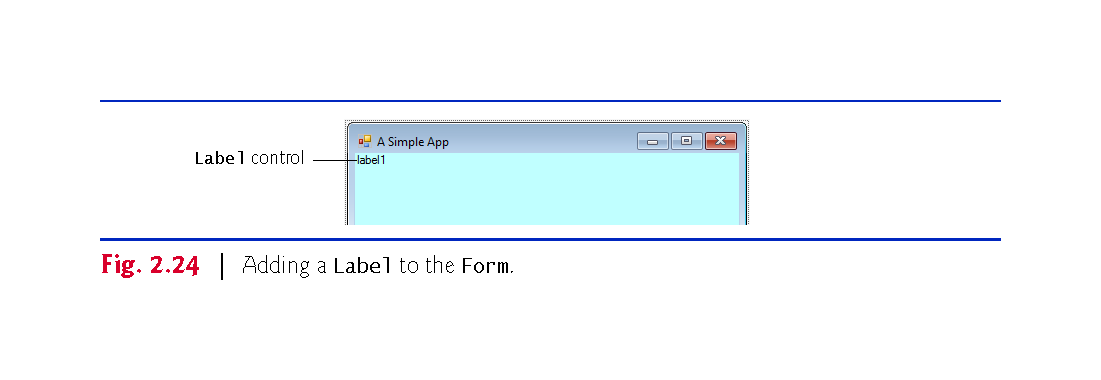 A Simple App
Label control
label1
Fig. 2.24 | Adding a Label to the Form.